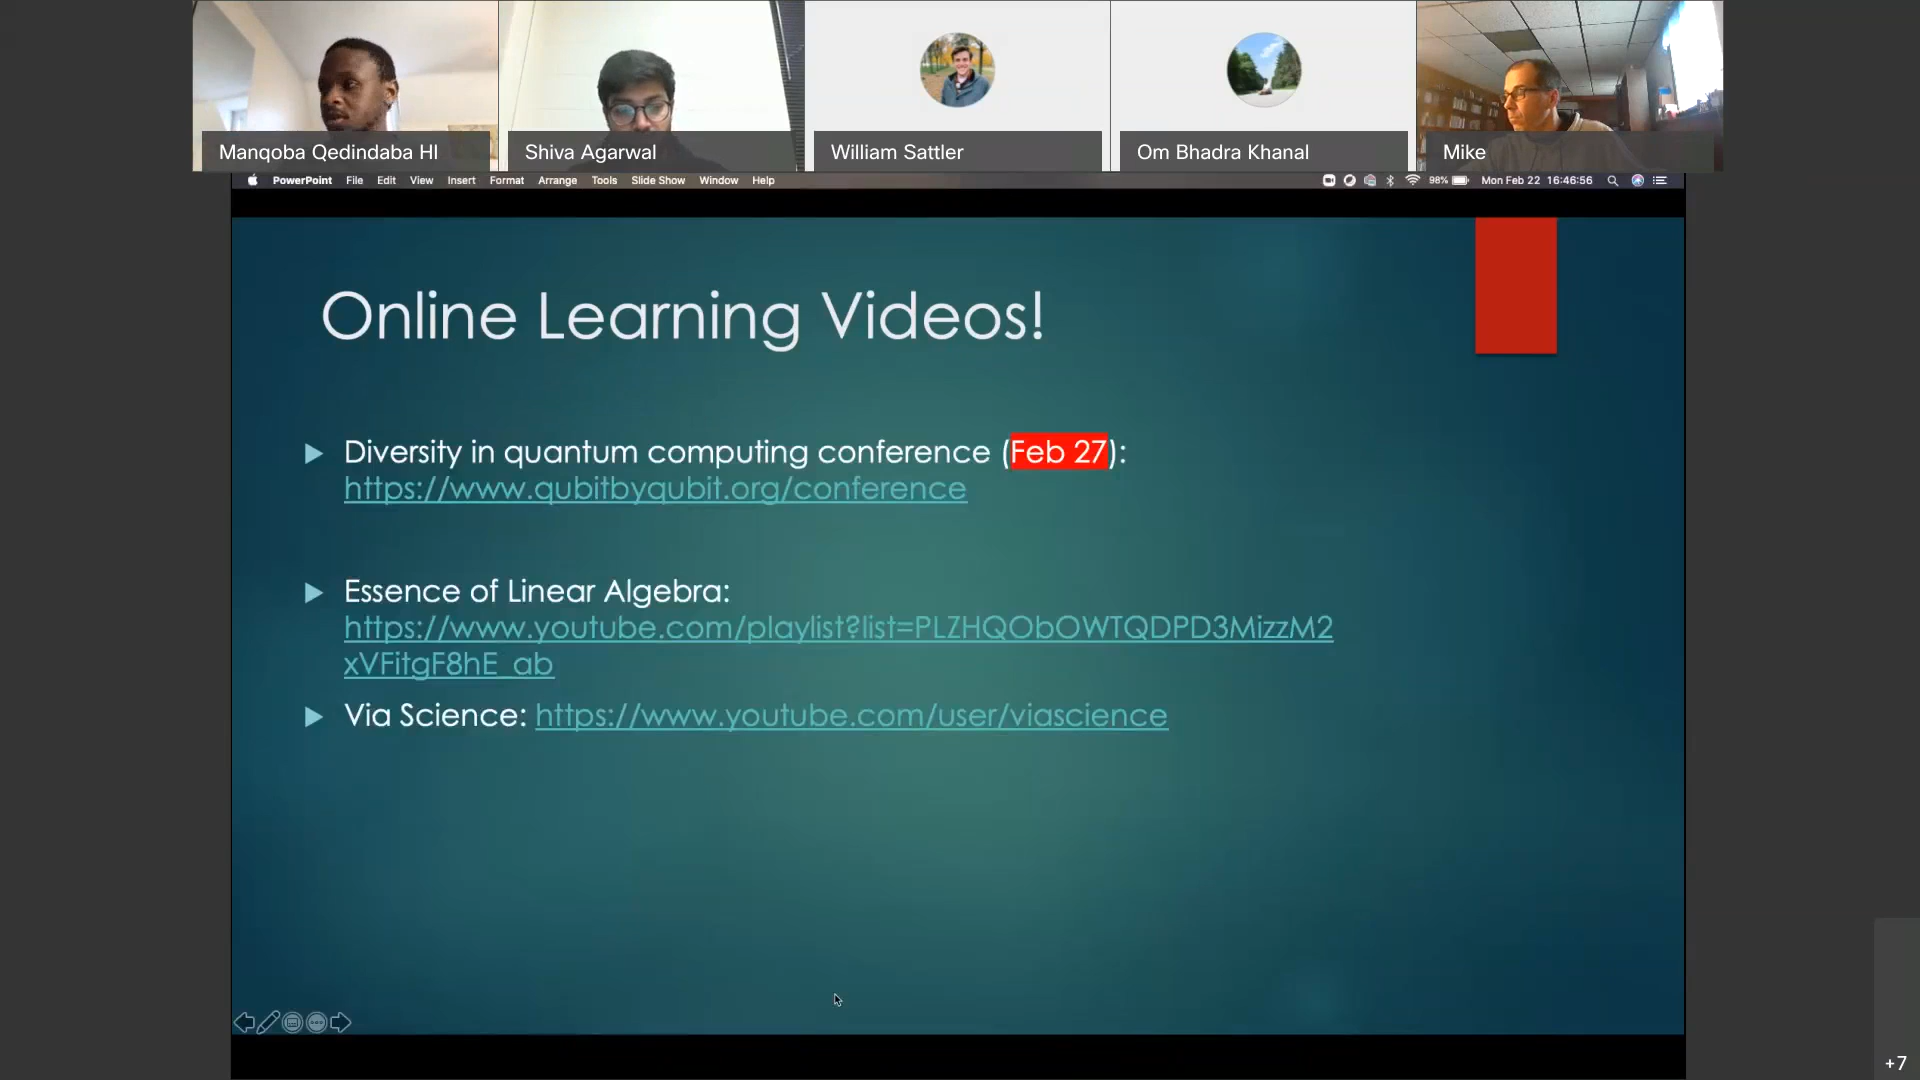 Manqoba Qedindaba Hl
Shiva Agarwal
William Sattler
Om Bhadra Khanal
Mike
PowerPoint File Edit View Insert Format Arrange Tools Slide Show Window Help 98% Mon Feb 22 16:46:56
Online Learning Videos!
Diversity in quantum computing conference (Feb 27):
https://www.qubitbyqubit.org/conference
Essence of Linear Algebra:
https://www.youtube.com/playlist?list=PLZHQObOWTQDPD3MizzM2
xVFitgF8hE_ab
Via Science: https://www.youtube.com/user/viascience
+7